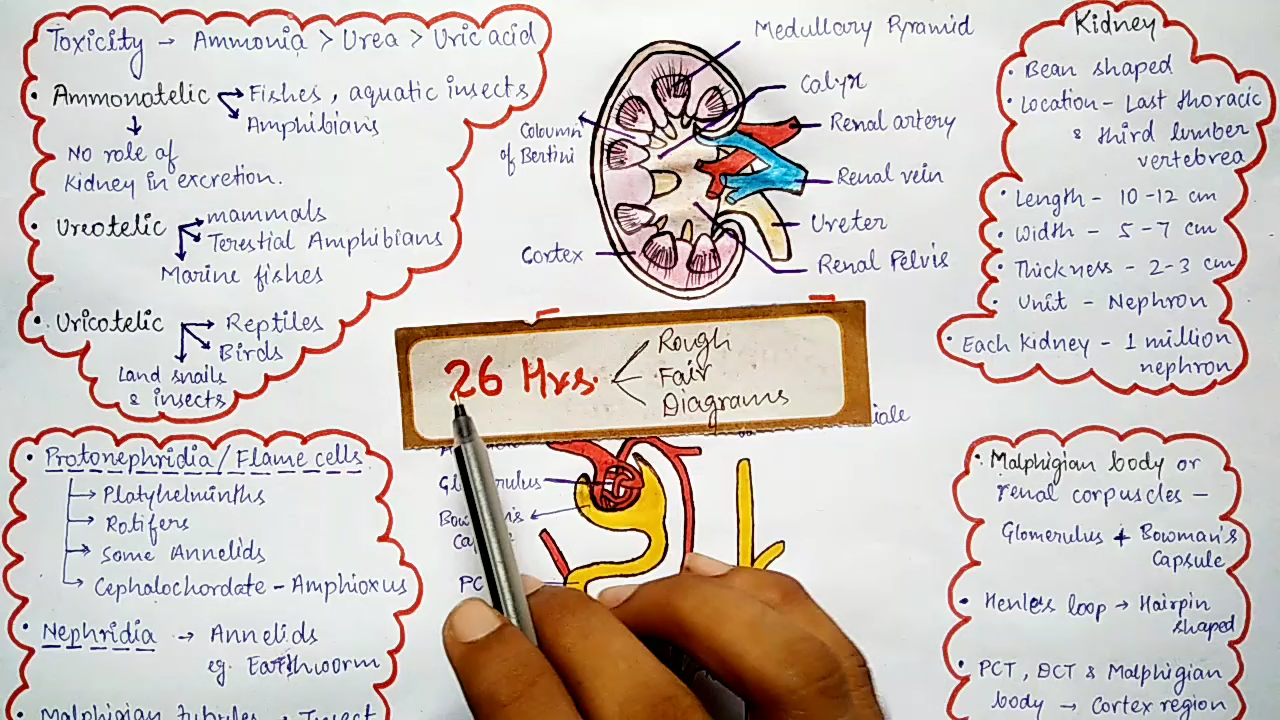 Toxicity → Ammonia > Urea > Uric acid
• Ammonotelic → Fishes, aquatic insects
Amphibians
No role of
Kidney in excretion.
• Ureotelic → mammals
Terestial Amphibians
Marine fishes
• Uricotelic → Reptiles
Birds
Land snails
& insects
• Protonephridia/Flame cells
→ Platyhelminths
→ Rotifers
→ Some Annelids
→ Cephalochordate - Amphioxus
• Nephridia → Annelids
eg. Earthworm
• Malphigian tubules → Insect
Medullary Pyramid
Calyx
Renal artery
Renal vein
Ureter
Renal Pelvis
Coloumn
of Bertini
Cortex
26 Hrs.
Rough
Fair
Diagrams
PC
Kidney
• Bean shaped
• Location - Last thoracic
& third lumber
vertebrea
• Length - 10-12 cm
• Width - 5-7 cm
• Thickness - 2-3 cm
• Unit - Nephron
• Each kidney - 1 million
nephron
• Malphigian body or
renal corpuscles -
Glomerulus + Bowman's
Capsule
• Henle's loop → Hairpin
shaped
• PCT, DCT & Malphigian
body → Cortex region